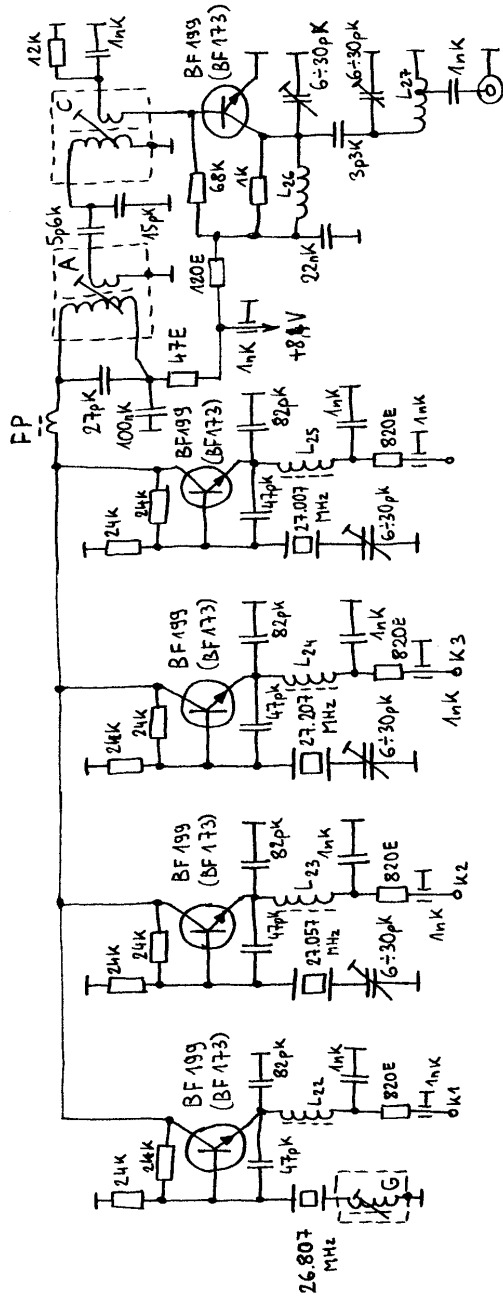 24K
24K
BF199
(BF173)
47pK
82pK
26.807
MHz
L22
1nK
G
820E
1nK
K1
24K
24K
BF199
(BF173)
47pK
82pK
27.057
MHz
L23
1nK
6÷30pK
820E
1nK
K2
24K
24K
BF199
(BF173)
47pK
82pK
27.207
MHz
L24
1nK
6÷30pK
820E
1nK
K3
24K
24K
BF199
(BF173)
47pK
82pK
27.007
MHz
L25
1nK
6÷30pK
820E
1nK
FP
27pK
100nK
47E
A
5p6K
15pK
C
12K
1nK
120E
1nK
68K
1K
L26
22nK
BF199
(BF173)
6÷30pK
3p3K
6÷30pK
L27
1nK